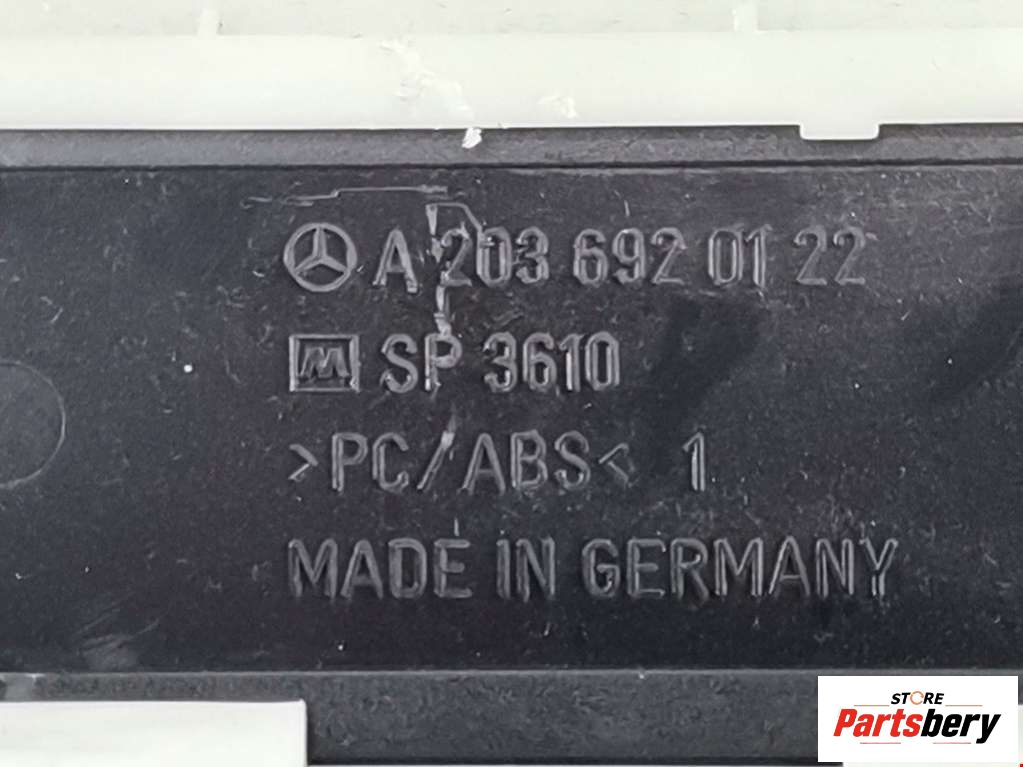 A 203 692 01 22
M SP 3610
>PC/ABS< 1
MADE IN GERMANY
STORE
Partsbery